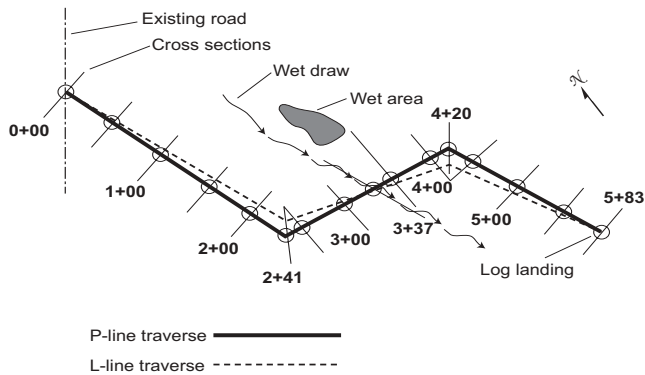 Existing road
Cross sections
Wet draw
Wet area
N
4+20
0+00
1+00
4+00
5+83
2+00
3+00
3+37
5+00
2+41
Log landing
P-line traverse
L-line traverse